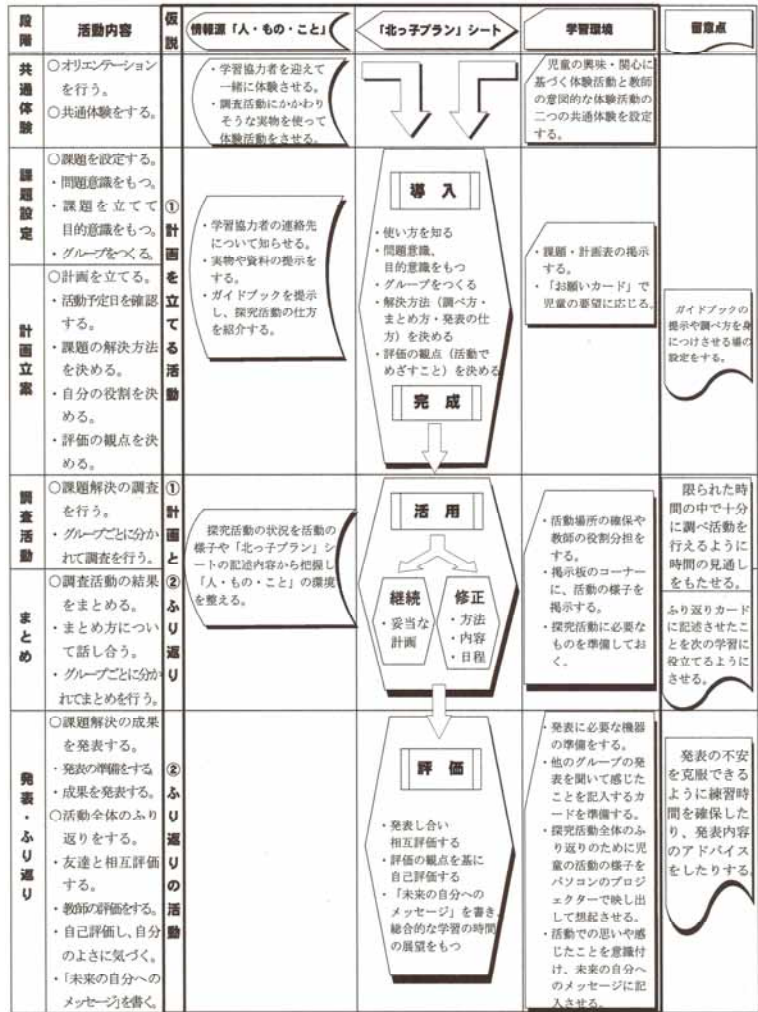 段階
活動内容
仮説
情報源「人・もの・こと」
「北っ子プラン」シート
学習環境
留意点
共通体験
○オリエンテーション
を行う。
○共通体験をする。
・学習協力者を迎えて
一緒に体験させる。
・調査活動にかかわり
そうな実物を使って
体験活動をさせる。
児童の興味・関心に
基づく体験活動と教師
の意図的な体験活動の
二つの共通体験を設定
する。
課題設定
○課題を設定する。
・問題意識をもつ。
・課題を立てて
目的意識をもつ。
・グループをつくる。
計画立案
○計画を立てる。
・活動予定日を確認
する。
・課題の解決方法
を決める。
・自分の役割を決
める。
・評価の観点を決
める。
①計画を立てる活動
・学習協力者の連絡先
について知らせる。
・実物や資料の提示を
する。
・ガイドブックを提示
し、探究活動の仕方
を紹介する。
導 入
・使い方を知る
・問題意識、
目的意識をもつ
・グループをつくる
・解決方法（調べ方・
まとめ方・発表の仕
方）を決める
・評価の観点（活動で
めざすこと）を決める
完 成
・課題・計画表の掲示
する。
・「お願いカード」で
児童の要望に応じる。
ガイドブックの
提示や調べ方を身
につけさせる場の
設定をする。
調査活動
○課題解決の調査
を行う。
・グループごとに分か
れて調査を行う。
まとめ
○調査活動の結果
をまとめる。
・まとめ方につい
て話し合う。
・グループごとに分か
れてまとめを行う。
①計画と②ふり返り
探究活動の状況を活動の
様子や「北っ子プラン」シ
ートの記述内容から把握し
「人・もの・こと」の環境
を整える。
活 用
継続
・妥当な
計画
修正
・方法
・内容
・日程
・活動場所の確保や
教師の役割分担を
する。
・掲示板のコーナー
に、活動の様子を
掲示する。
・探究活動に必要な
ものを準備してお
く。
限られた時
間の中で十分
に調べ活動を
行えるように
時間の見通し
をもたせる。
ふり返りカード
に記述させたこ
とを次の学習に
役立てるように
させる。
発表・ふり返り
○課題解決の成果
を発表する。
・発表の準備をする
・成果を発表する。
○活動全体のふり
返りをする。
・友達と相互評価
する。
・教師の評価をする。
・自己評価し、自分
のよさに気づく。
・「未来の自分への
メッセージ」を書く。
②ふり返りの活動
評 価
・発表し合い
相互評価する
・評価の観点を基に
自己評価する
・「未来の自分への
メッセージ」を書き、
総合的な学習の時間
の展望をもつ
・発表に必要な機器
の準備をする。
・他のグループの発
表を聞いて感じた
ことを記入するカ
ードを準備する。
・探究活動全体のふ
り返りのために児
童の活動の様子を
パソコンのプロジ
ェクターで映し出
して想起させる。
・活動での思いや感
じたことを意識付
け、未来の自分へ
のメッセージに記
入させる。
発表の不安
を克服できる
ように練習時
間を確保した
り、発表内容
のアドバイス
をしたりする。